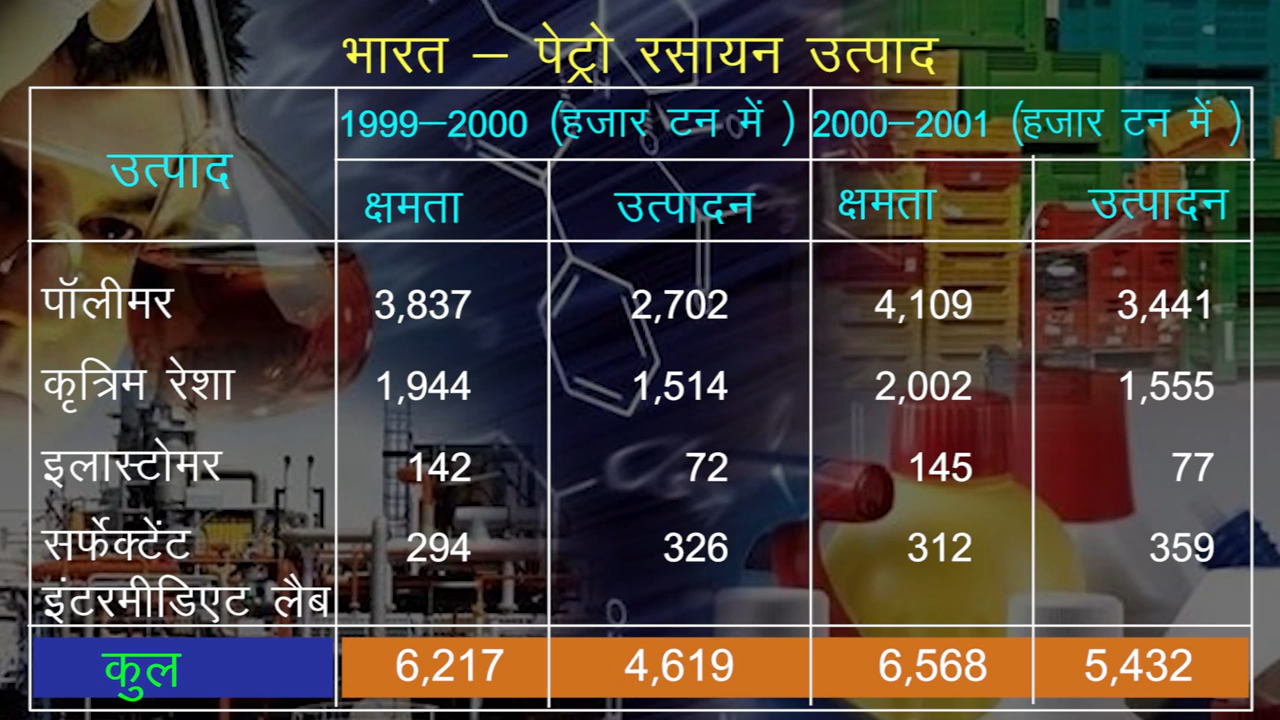 भारत – पेट्रो रसायन उत्पाद
उत्पाद 1999–2000 (हजार टन में ) 2000–2001 (हजार टन में )
क्षमता उत्पादन क्षमता उत्पादन
पॉलीमर 3,837 2,702 4,109 3,441
कृत्रिम रेशा 1,944 1,514 2,002 1,555
इलास्टोमर 142 72 145 77
सर्फेक्टेंट 294 326 312 359
इंटरमीडिएट लैब
कुल 6,217 4,619 6,568 5,432